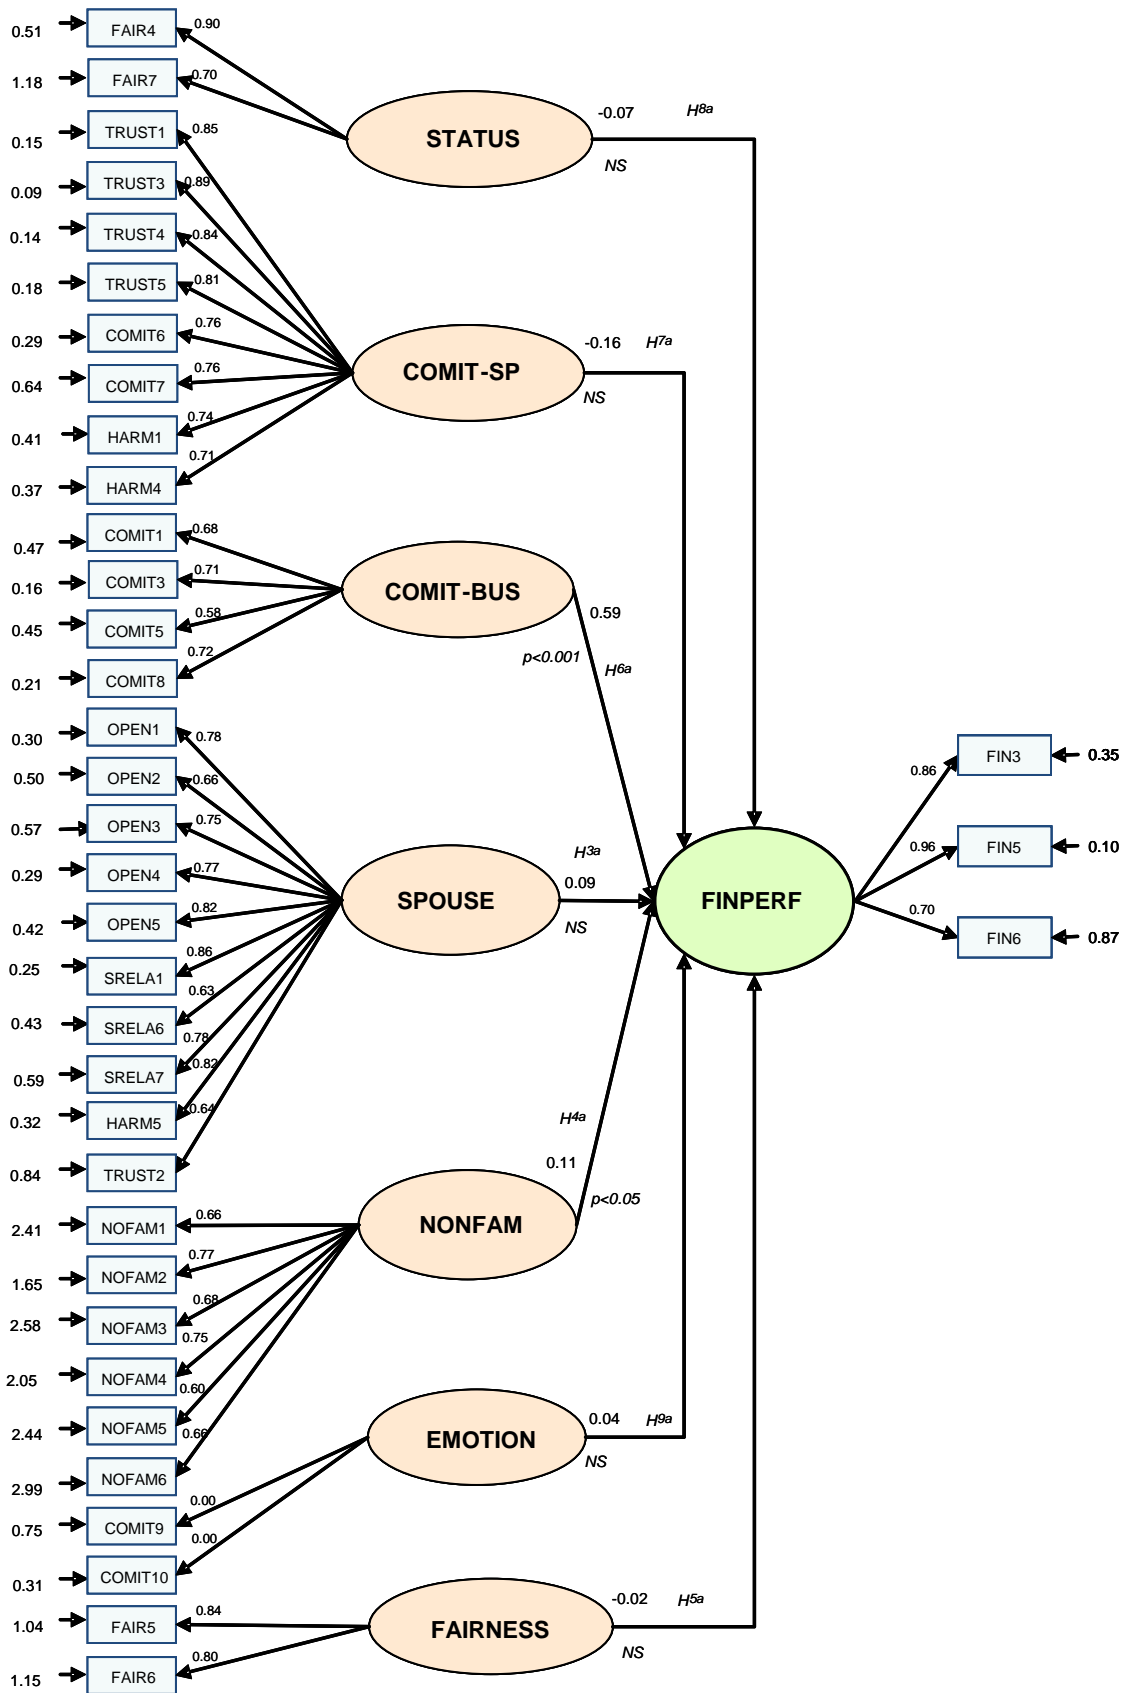 0.51 FAIR4 0.90
1.18 FAIR7 0.70
0.15 TRUST1 0.85
0.09 TRUST3 0.89
0.14 TRUST4 0.84
0.18 TRUST5 0.81
0.29 COMIT6 0.76
0.64 COMIT7 0.76
0.41 HARM1 0.74
0.37 HARM4 0.71
0.47 COMIT1 0.68
0.16 COMIT3 0.71
0.45 COMIT5 0.58
0.21 COMIT8 0.72
0.30 OPEN1 0.78
0.50 OPEN2 0.66
0.57 OPEN3 0.75
0.29 OPEN4 0.77
0.42 OPEN5 0.82
0.25 SRELA1 0.86
0.43 SRELA6 0.63
0.59 SRELA7 0.78
0.32 HARM5 0.82
0.84 TRUST2 0.64
2.41 NOFAM1 0.66
1.65 NOFAM2 0.77
2.58 NOFAM3 0.68
2.05 NOFAM4 0.75
2.44 NOFAM5 0.60
2.99 NOFAM6 0.66
0.75 COMIT9 0.00
0.31 COMIT10 0.00
1.04 FAIR5 0.84
1.15 FAIR6 0.80
STATUS -0.07 H8a
NS
COMIT-SP -0.16 H7a
NS
COMIT-BUS 0.59
p<0.001 H6a
H3a
SPOUSE 0.09
NS
H4a
0.11
NONFAM p<0.05
EMOTION 0.04 H9a
NS
FAIRNESS -0.02 H5a
NS
FINPERF
0.86 FIN3 0.35
0.96 FIN5 0.10
0.70 FIN6 0.87